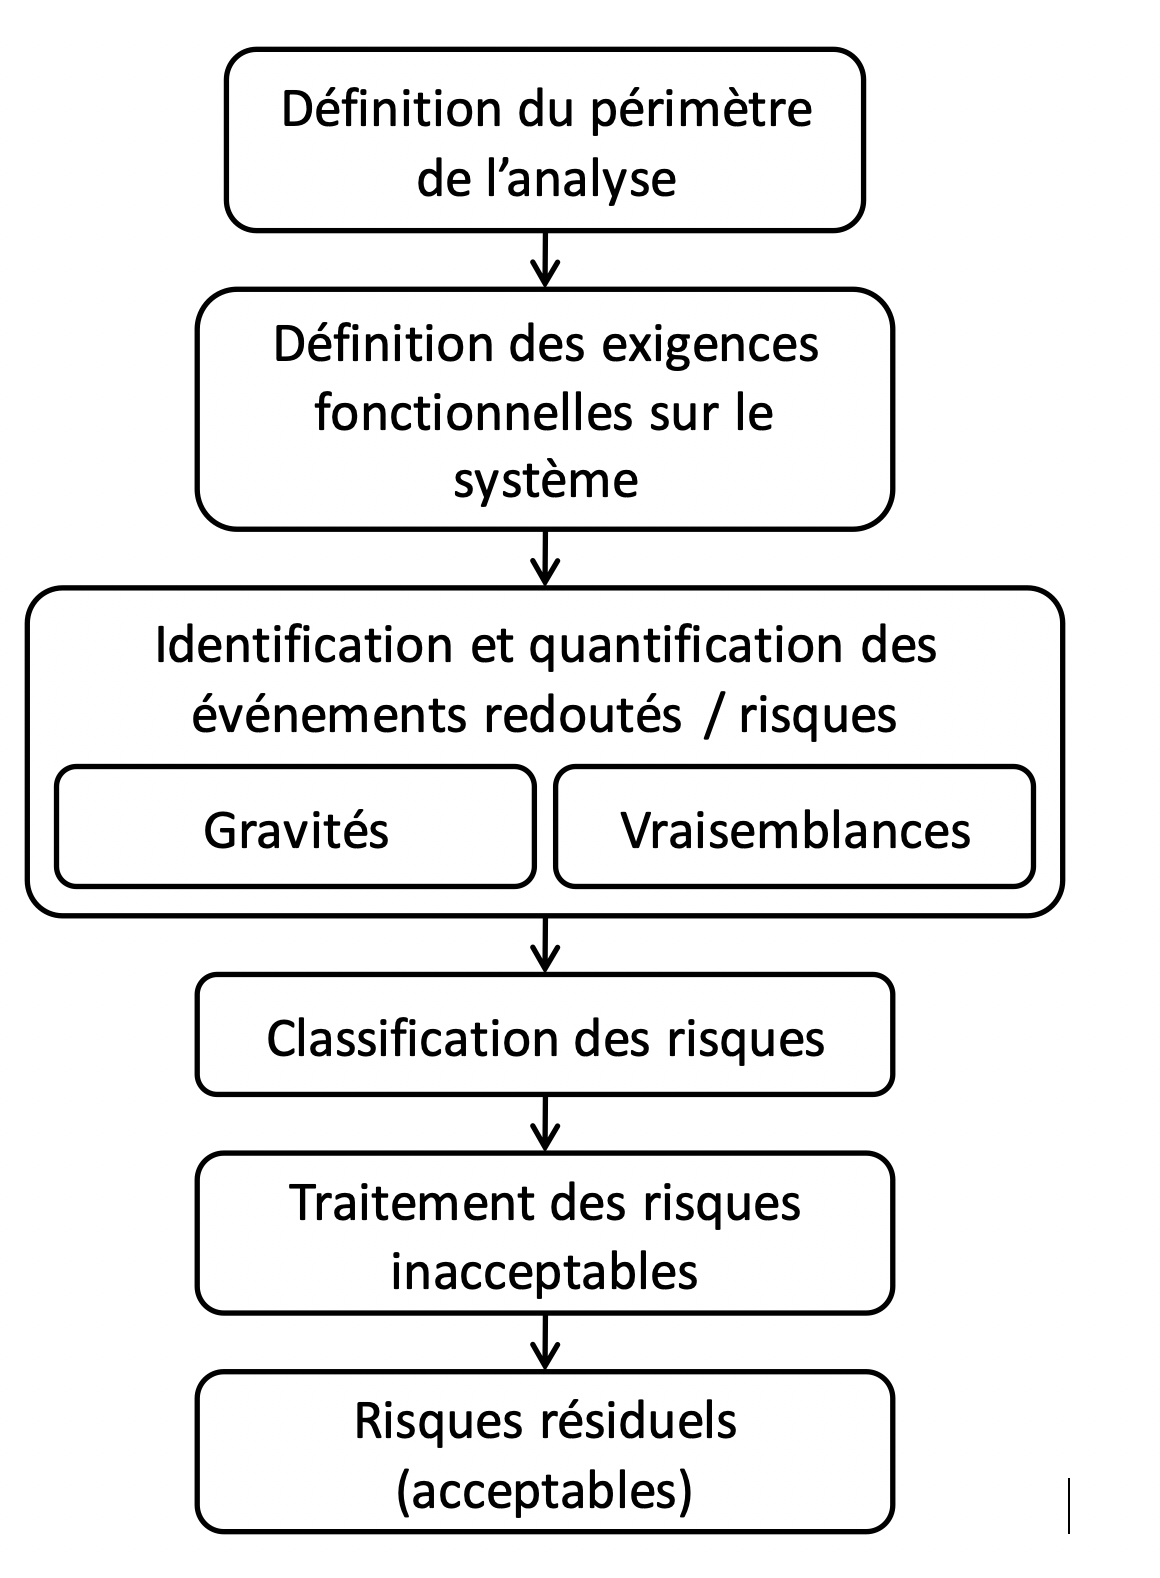 Définition du périmètre
de l’analyse
Définition des exigences
fonctionnelles sur le
système
Identification et quantification des
événements redoutés / risques
Gravités
Vraisemblances
Classification des risques
Traitement des risques
inacceptables
Risques résiduels
(acceptables)